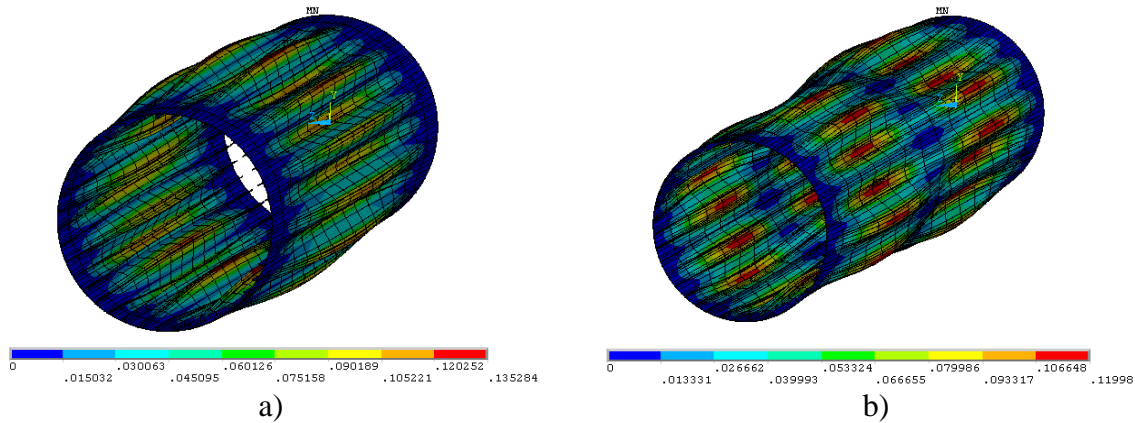 MN
Y
Z
0
.015032
.030063
.045095
.060126
.075158
.090189
.105221
.120252
.135284
a)
MN
Y
0
.013331
.026662
.039993
.053324
.066655
.079986
.093317
.106648
.11998
b)